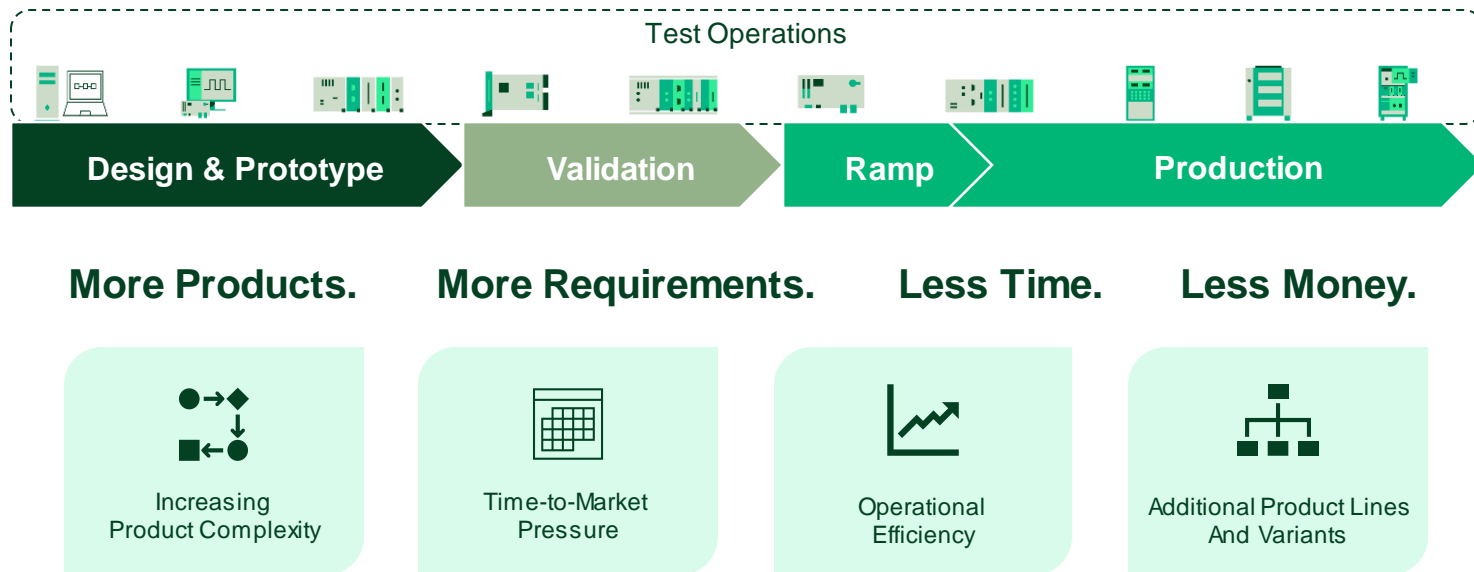 Test Operations
Design & Prototype
Validation
Ramp
Production
More Products.
More Requirements.
Less Time.
Less Money.
Increasing
Product Complexity
Time-to-Market
Pressure
Operational
Efficiency
Additional Product Lines
And Variants